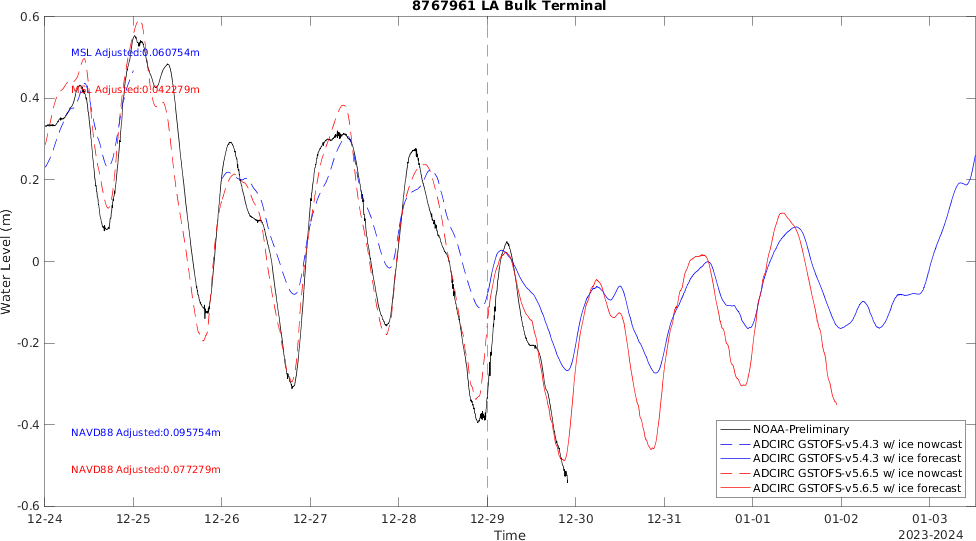 8767961 LA Bulk Terminal
0.6
0.4
0.2
0
-0.2
-0.4
-0.6
Water Level (m)
MSL Adjusted:0.060754m
MSL Adjusted:0.042279m
NAVD88 Adjusted:0.095754m
NAVD88 Adjusted:0.077279m
NOAA-Preliminary
ADCIRC GSTOFS-v5.4.3 w/ ice nowcast
ADCIRC GSTOFS-v5.4.3 w/ ice forecast
ADCIRC GSTOFS-v5.6.5 w/ ice nowcast
ADCIRC GSTOFS-v5.6.5 w/ ice forecast
12-24 12-25 12-26 12-27 12-28 12-29 12-30 12-31 01-01 01-02 01-03
Time
2023-2024